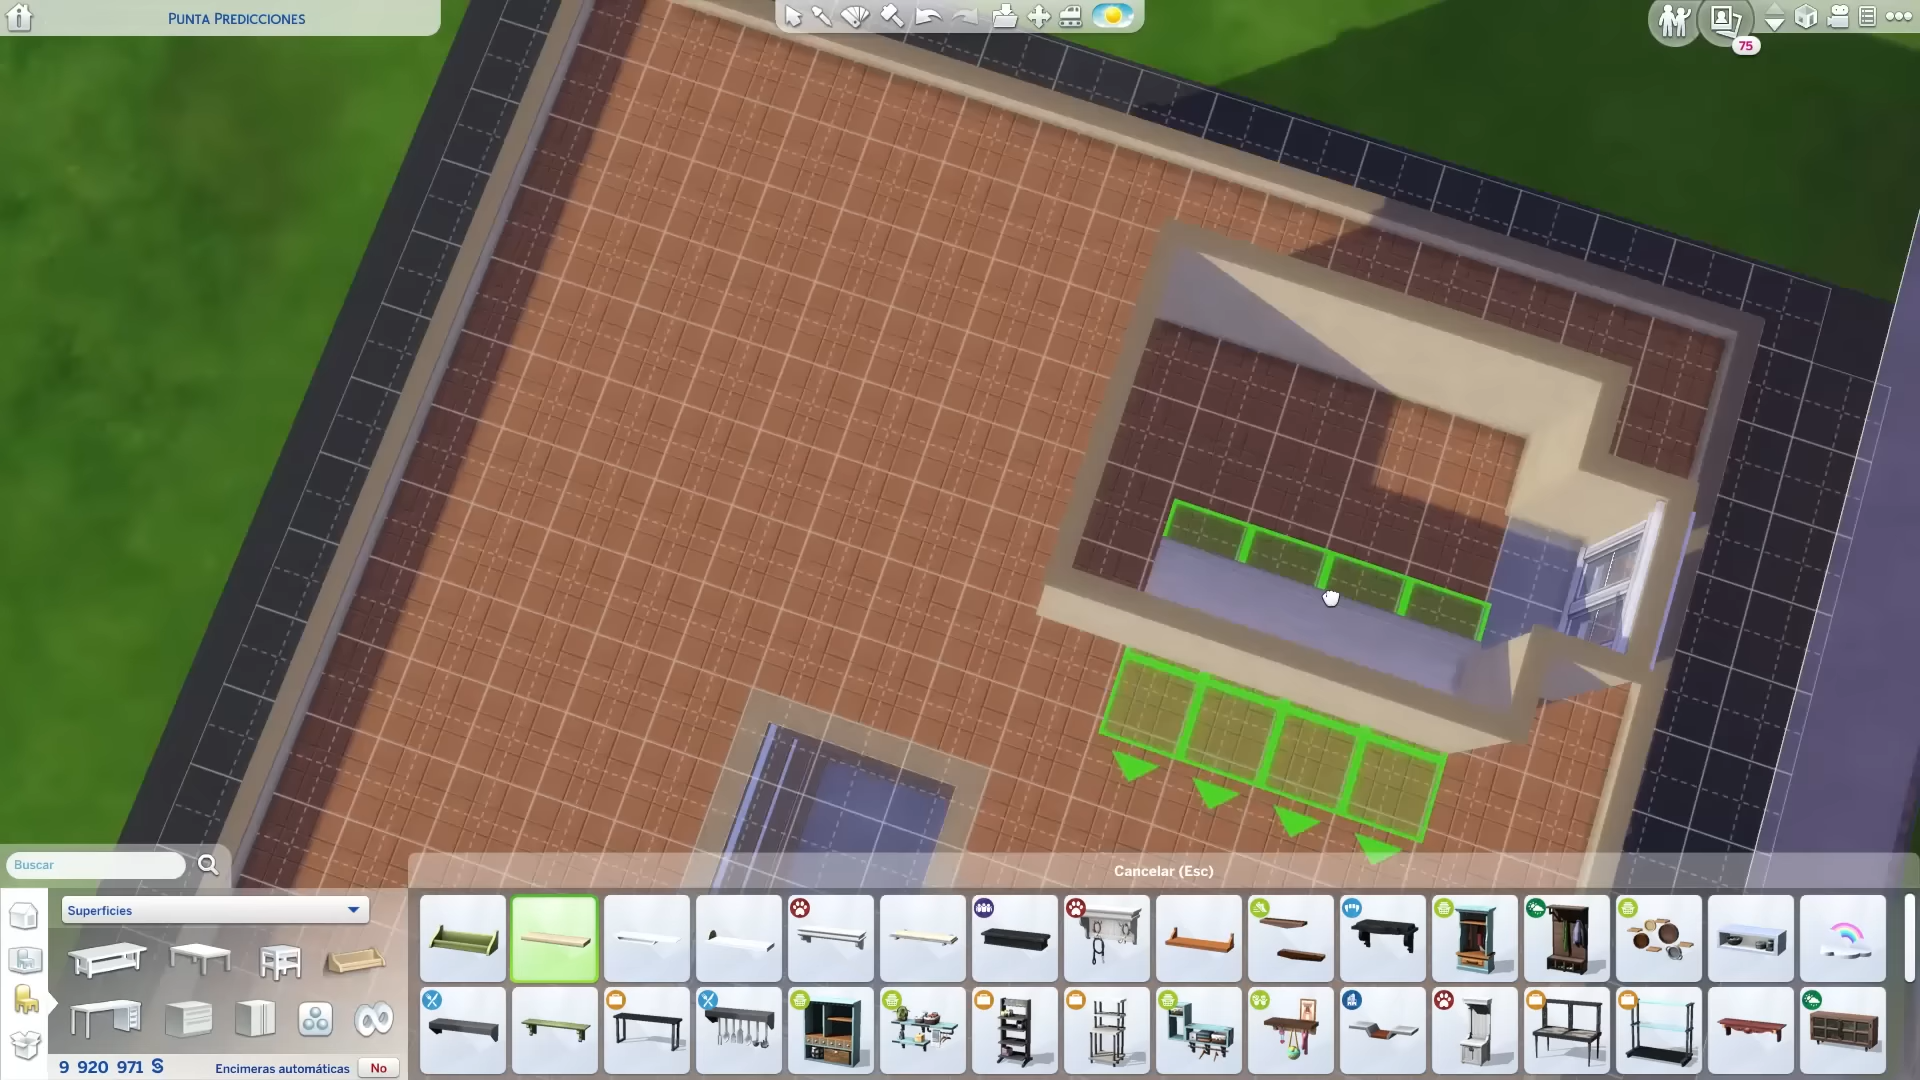 PUNTA PREDICCIONES
75
Buscar
Cancelar (Esc)
Superficies
9 920 971 S
Encimeras automáticas
No